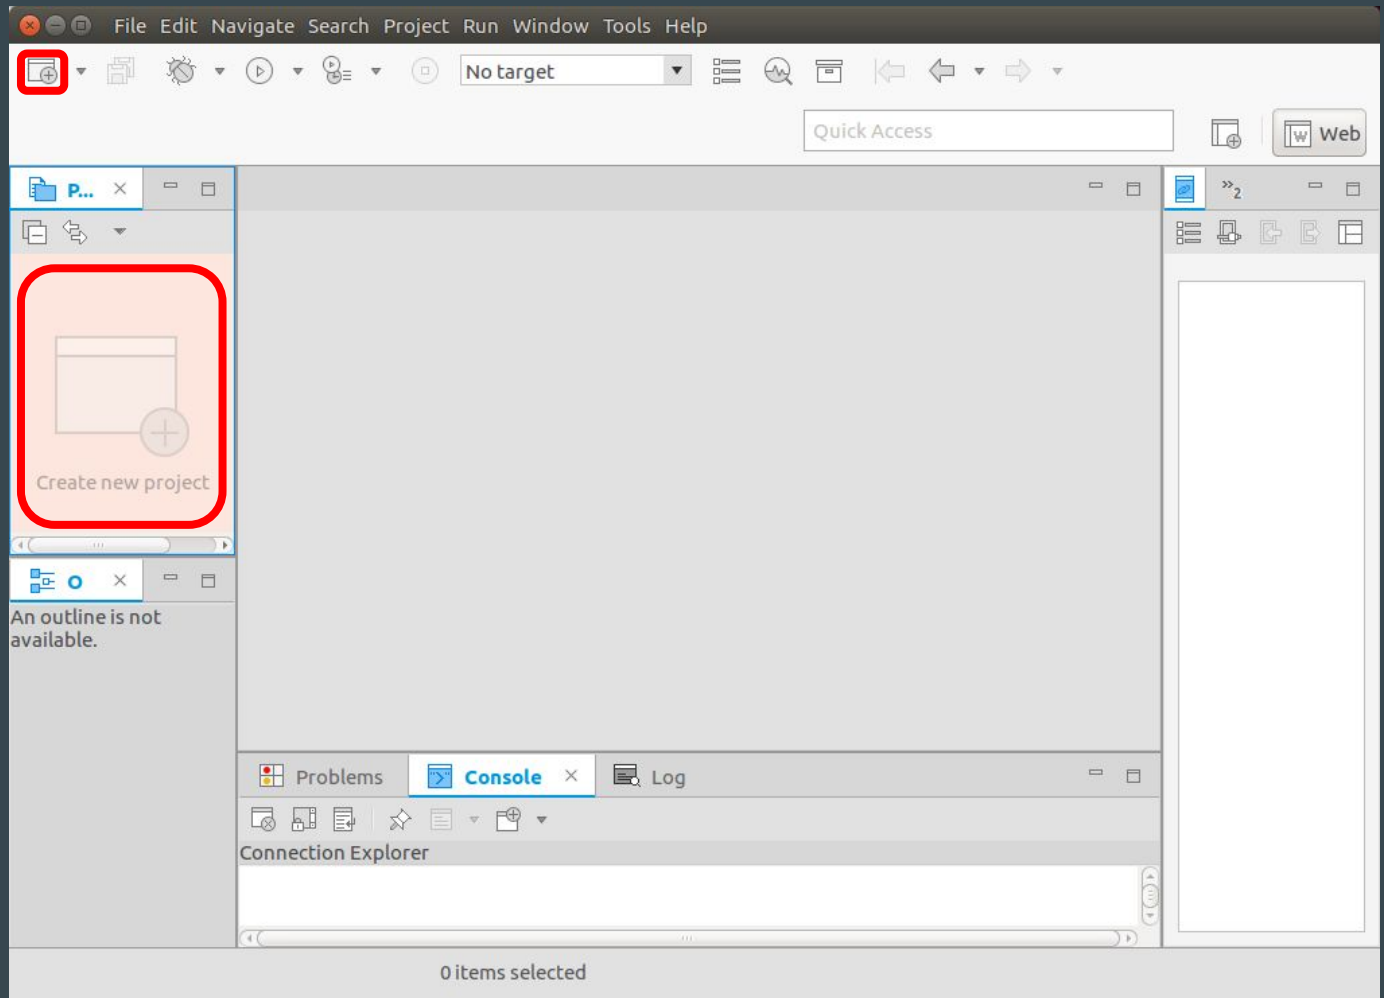 File Edit Navigate Search Project Run Window Tools Help
No target
Quick Access
Web
P...
»2
Create new project
O
An outline is not
available.
Problems
Console
Log
Connection Explorer
0 items selected